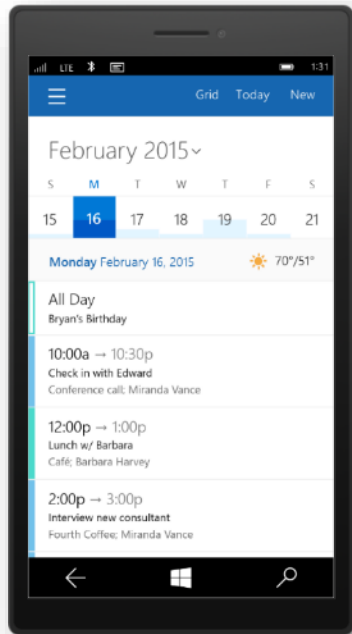 LTE 1:31
Grid Today New
February 2015
S M T W T F S
15 16 17 18 19 20 21
Monday February 16, 2015 70°/51°
All Day
Bryan's Birthday
10:00a → 10:30p
Check in with Edward
Conference call; Miranda Vance
12:00p → 1:00p
Lunch w/ Barbara
Café; Barbara Harvey
2:00p → 3:00p
Interview new consultant
Fourth Coffee; Miranda Vance